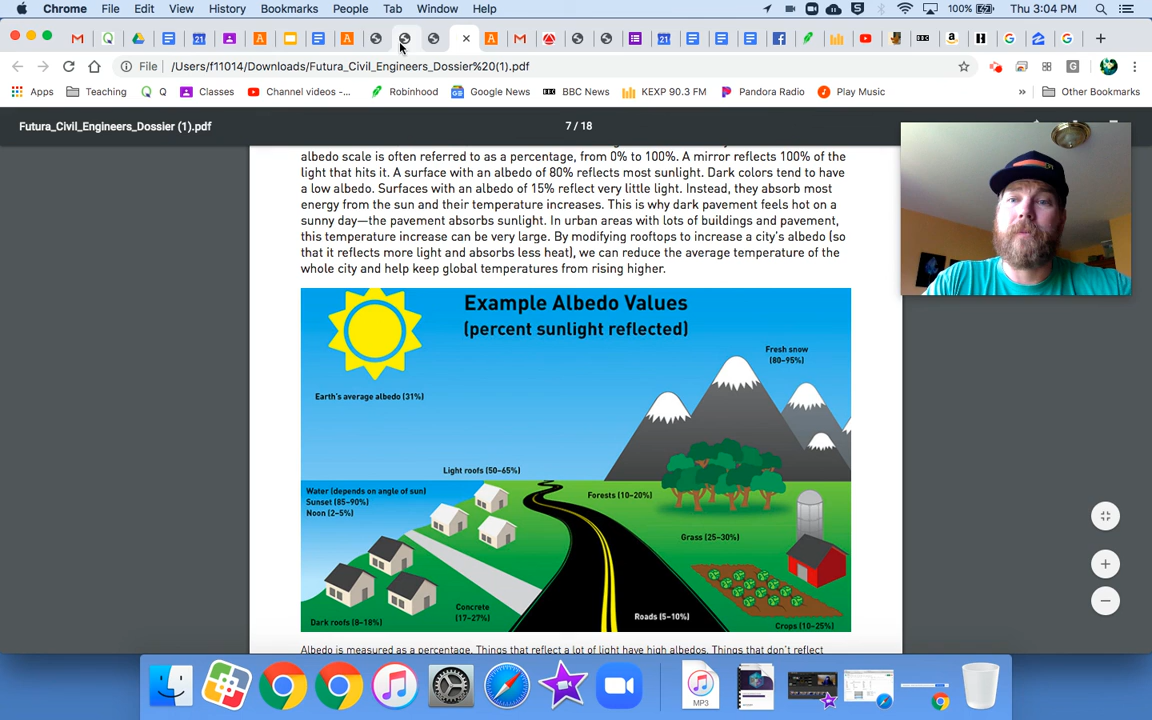 Chrome File Edit View History Bookmarks People Tab Window Help 100% Thu 3:04 PM
File /Users/f11014/Downloads/Futura_Civil_Engineers_Dossier%20(1).pdf
Apps Teaching Q Classes Channel videos -... Robinhood Google News BBC News KEXP 90.3 FM Pandora Radio Play Music » Other Bookmarks
Futura_Civil_Engineers_Dossier (1).pdf 7 / 18
albedo scale is often referred to as a percentage, from 0% to 100%. A mirror reflects 100% of the
light that hits it. A surface with an albedo of 80% reflects most sunlight. Dark colors tend to have
a low albedo. Surfaces with an albedo of 15% reflect very little light. Instead, they absorb most
energy from the sun and their temperature increases. This is why dark pavement feels hot on a
sunny day—the pavement absorbs sunlight. In urban areas with lots of buildings and pavement,
this temperature increase can be very large. By modifying rooftops to increase a city's albedo (so
that it reflects more light and absorbs less heat), we can reduce the average temperature of the
whole city and help keep global temperatures from rising higher.
Example Albedo Values
(percent sunlight reflected)
Fresh snow
(80–95%)
Earth's average albedo (31%)
Light roofs (50–65%)
Water (depends on angle of sun)
Sunset (85–90%)
Noon (2–5%)
Forests (10–20%)
Grass (25–30%)
Concrete
(17–27%)
Dark roofs (8–18%)
Roads (5–10%)
Crops (10–25%)
Albedo is measured as a percentage. Things that reflect a lot of light have high albedos. Things that don't reflect
MP3